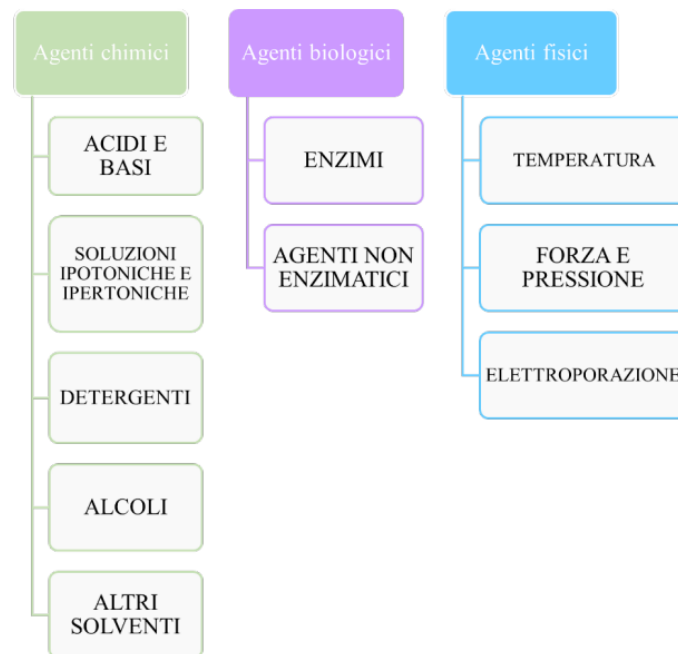 Agenti chimici
ACIDI E
BASI
SOLUZIONI
IPOTONICHE E
IPERTONICHE
DETERGENTI
ALCOLI
ALTRI
SOLVENTI
Agenti biologici
ENZIMI
AGENTI NON
ENZIMATICI
Agenti fisici
TEMPERATURA
FORZA E
PRESSIONE
ELETTROPORAZIONE